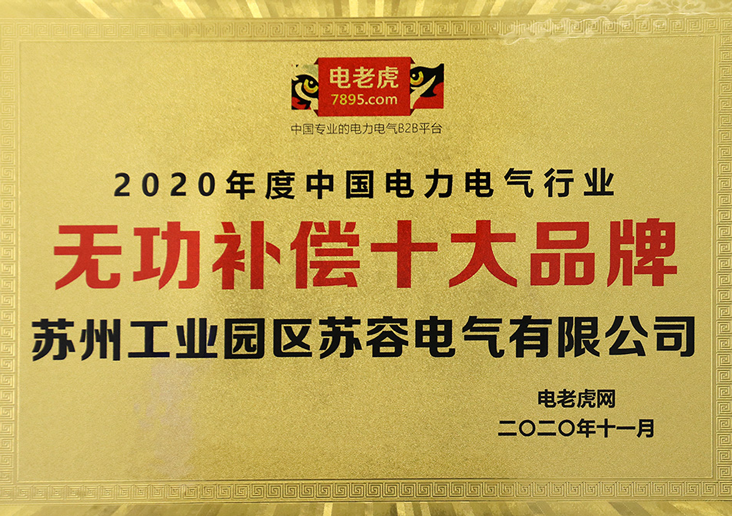 电老虎
7895.com
中国专业的电力电气B2B平台
2020年度中国电力电气行业
无功补偿十大品牌
苏州工业园区苏容电气有限公司
电老虎网
二〇二〇年十一月